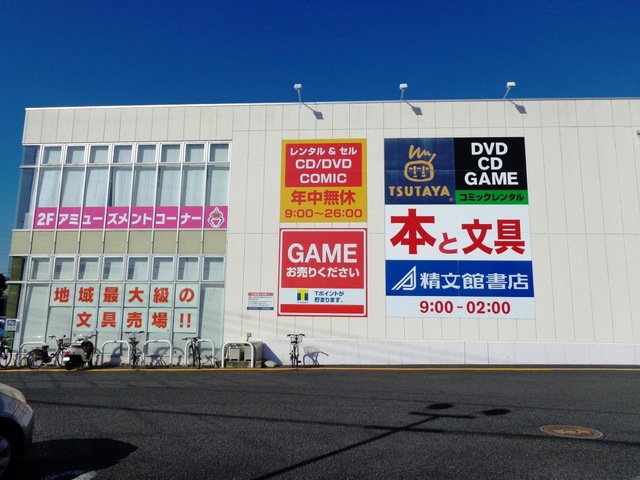 2F アミューズメントコーナー
地域最大級の
文具売場!!
レンタル & セル
CD/DVD
COMIC
年中無休
9:00〜26:00
GAME
お売りください
Tポイントが
貯まります。
TSUTAYA
DVD
CD
GAME
コミックレンタル
本と文具
精文館書店
9:00-02:00